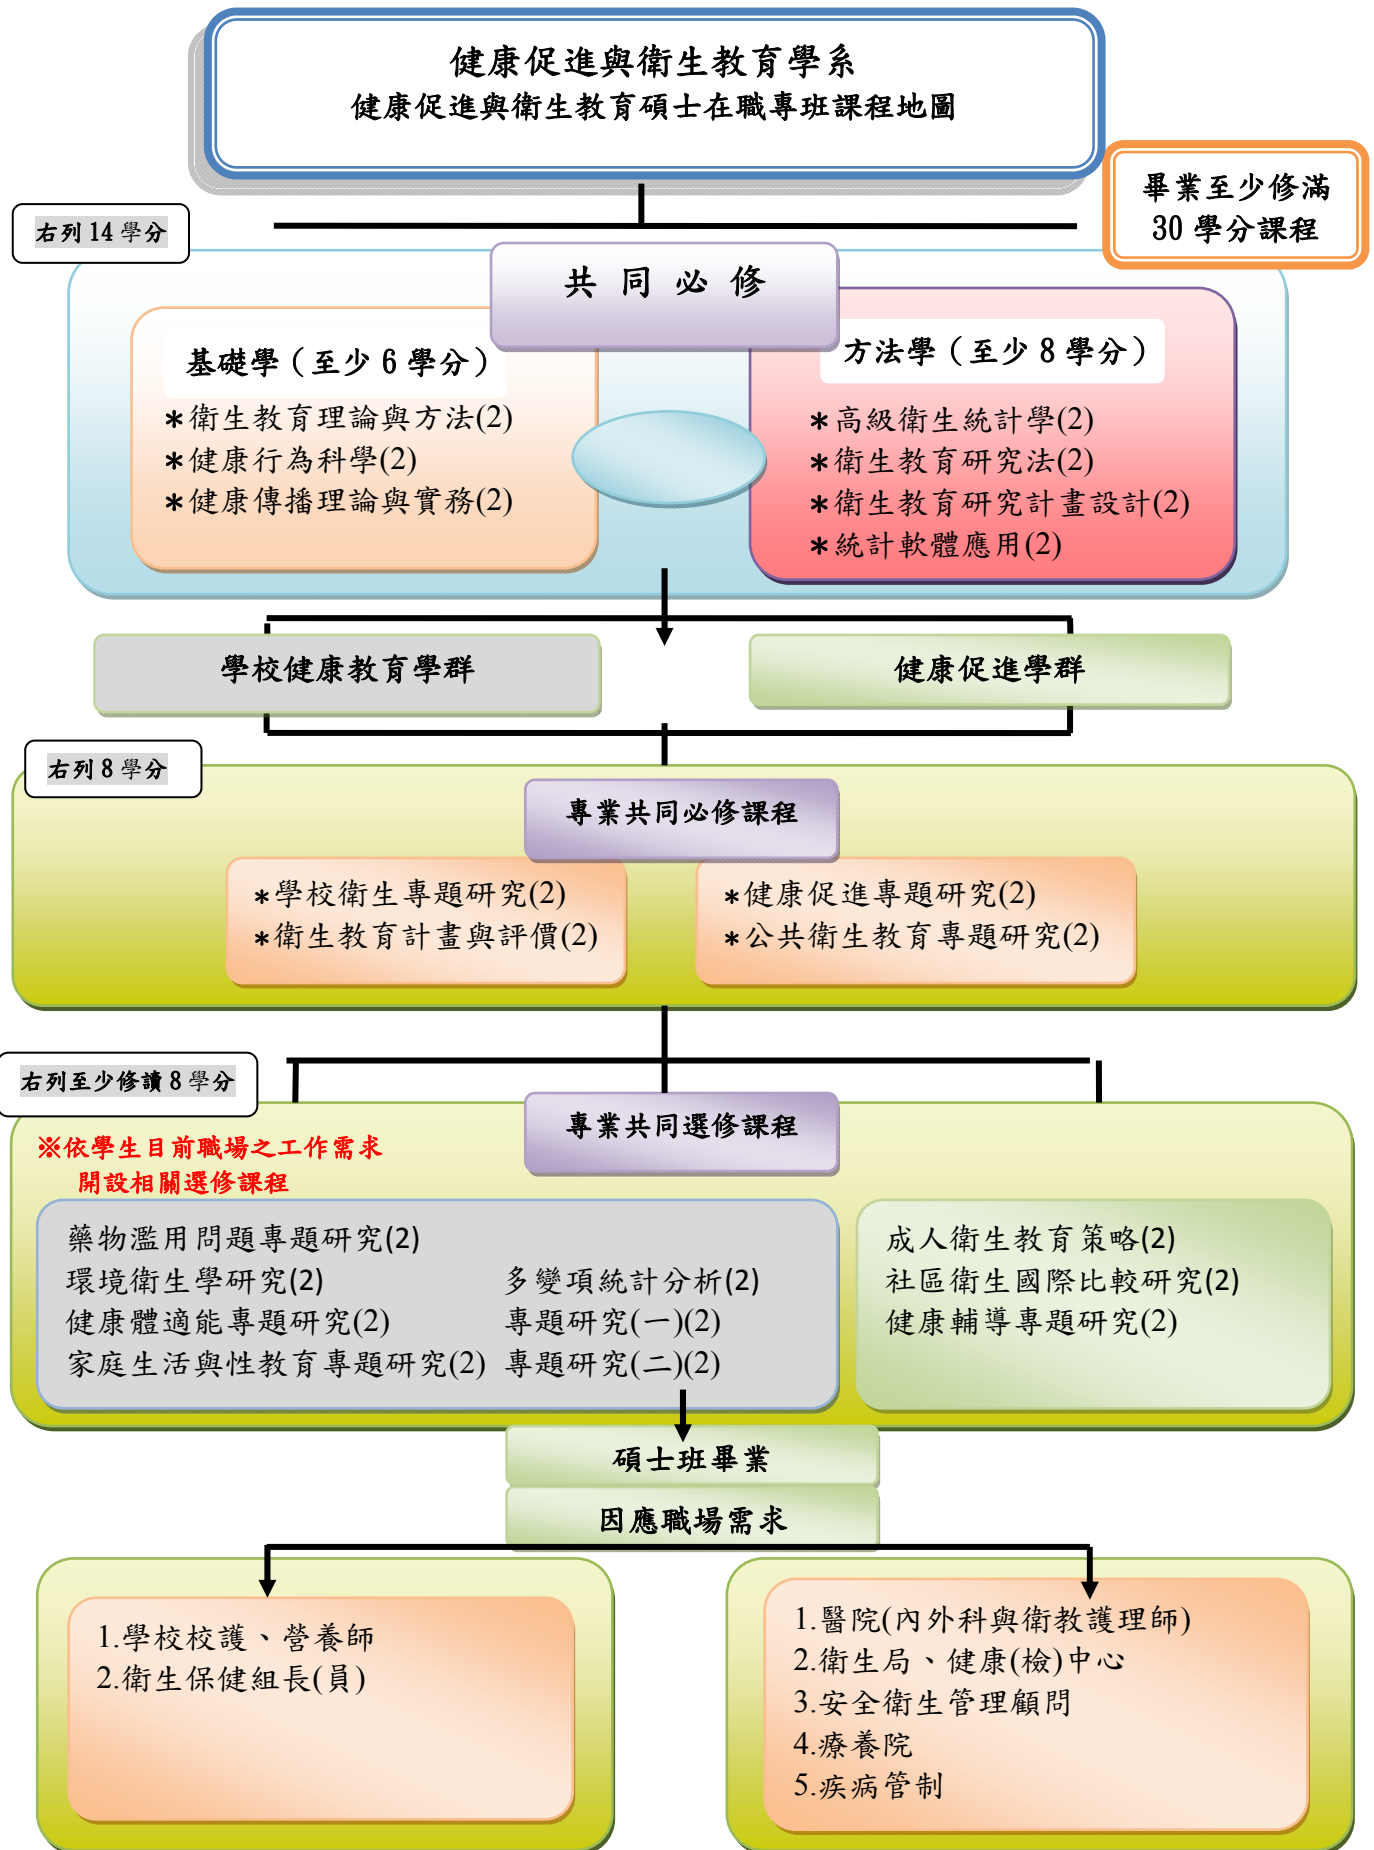 健康促進與衛生教育學系
健康促進與衛生教育碩士在職專班課程地圖
畢業至少修滿
30 學分課程
右列 14 學分
共 同 必 修
基礎學（至少 6 學分）
*衛生教育理論與方法(2)
*健康行為科學(2)
*健康傳播理論與實務(2)
方法學（至少 8 學分）
*高級衛生統計學(2)
*衛生教育研究法(2)
*衛生教育研究計畫設計(2)
*統計軟體應用(2)
學校健康教育學群
健康促進學群
右列 8 學分
專業共同必修課程
*學校衛生專題研究(2)
*衛生教育計畫與評價(2)
*健康促進專題研究(2)
*公共衛生教育專題研究(2)
右列至少修讀 8 學分
專業共同選修課程
※依學生目前職場之工作需求
開設相關選修課程
藥物濫用問題專題研究(2)
環境衛生學研究(2)
健康體適能專題研究(2)
家庭生活與性教育專題研究(2)
多變項統計分析(2)
專題研究(一)(2)
專題研究(二)(2)
成人衛生教育策略(2)
社區衛生國際比較研究(2)
健康輔導專題研究(2)
碩士班畢業
因應職場需求
1.學校校護、營養師
2.衛生保健組長(員)
1.醫院(內外科與衛教護理師)
2.衛生局、健康(檢)中心
3.安全衛生管理顧問
4.療養院
5.疾病管制